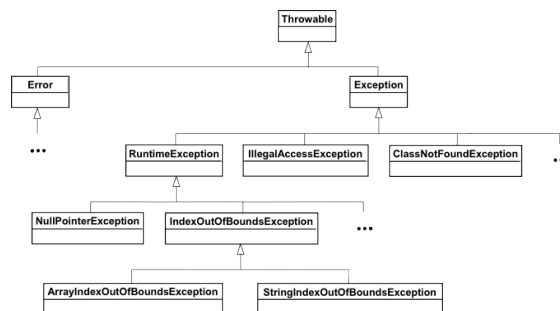 Throwable
Error
Exception
...
RuntimeException
IllegalAccessException
ClassNotFoundException
...
NullPointerException
IndexOutOfBoundsException
...
ArrayIndexOutOfBoundsException
StringIndexOutOfBoundsException